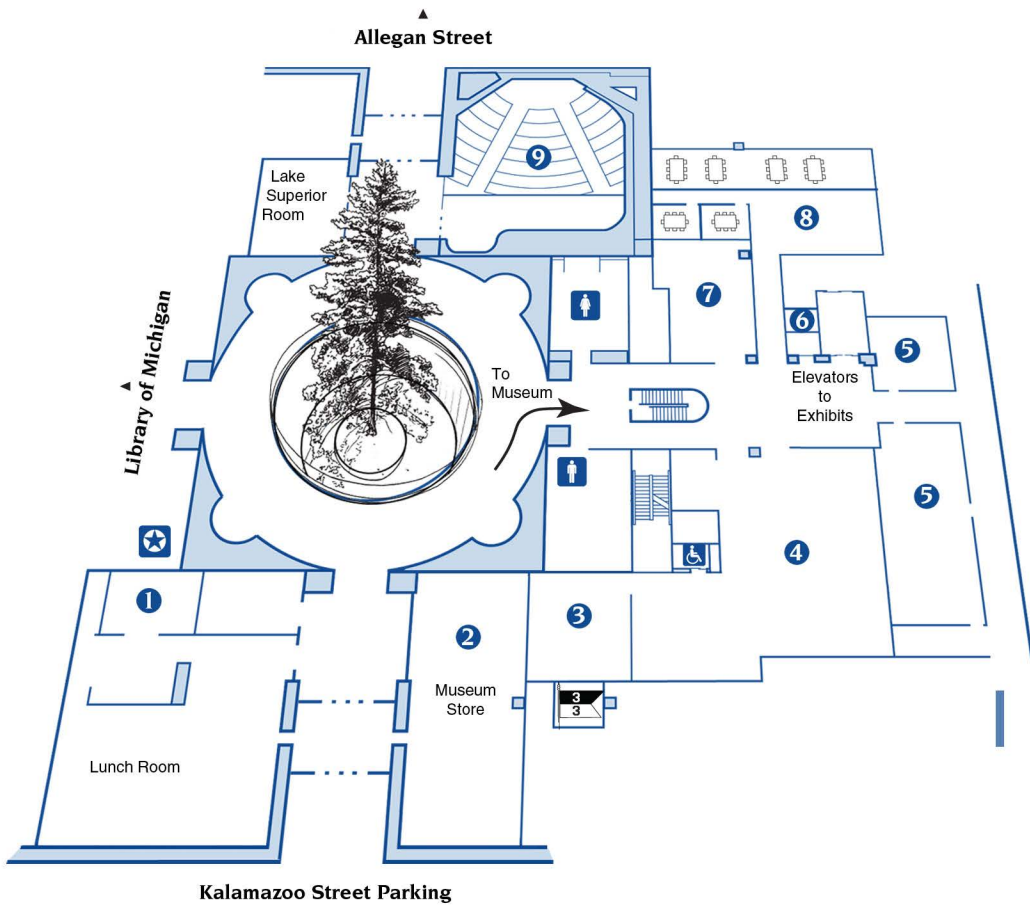 Allegan Street
9
Lake
Superior
Room
8
7
6
5
To
Museum
Elevators
to
Exhibits
Library of Michigan
5
4
1
2
3
Museum
Store
3
3
Lunch Room
Kalamazoo Street Parking